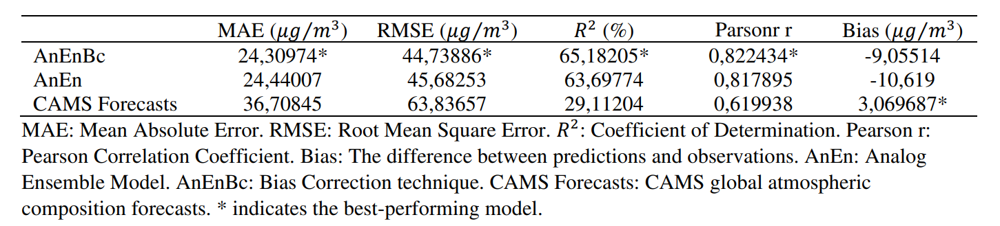 MAE (μg/m³) RMSE (μg/m³) R² (%) Parsonr r Bias (μg/m³)
AnEnBc 24,30974* 44,73886* 65,18205* 0,822434* -9,05514
AnEn 24,44007 45,68253 63,69774 0,817895 -10,619
CAMS Forecasts 36,70845 63,83657 29,11204 0,619938 3,069687*
MAE: Mean Absolute Error. RMSE: Root Mean Square Error. R²: Coefficient of Determination. Pearson r:
Pearson Correlation Coefficient. Bias: The difference between predictions and observations. AnEn: Analog
Ensemble Model. AnEnBc: Bias Correction technique. CAMS Forecasts: CAMS global atmospheric
composition forecasts. * indicates the best-performing model.